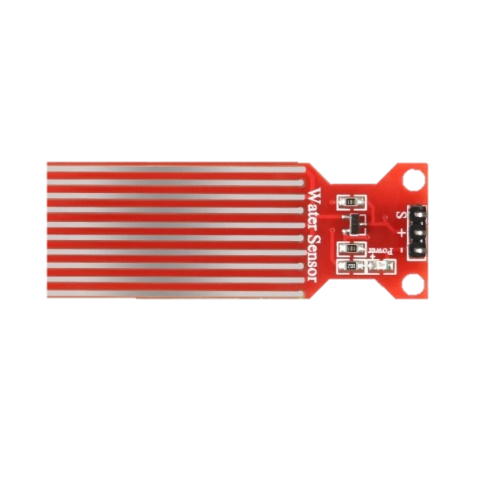 Water Sensor
Power
+
S + -